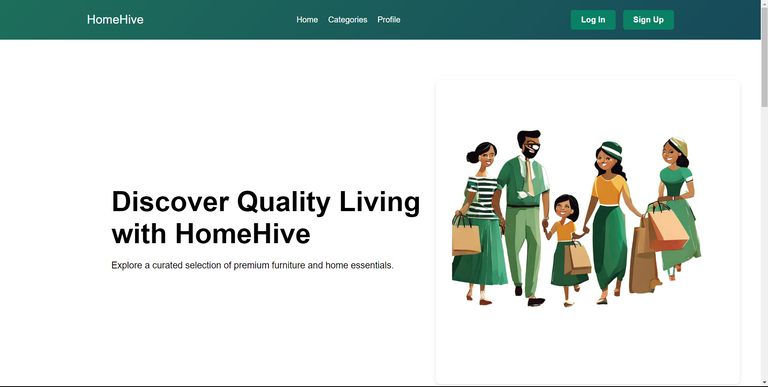 HomeHive
Home Categories Profile
Log In Sign Up
Discover Quality Living
with HomeHive
Explore a curated selection of premium furniture and home essentials.